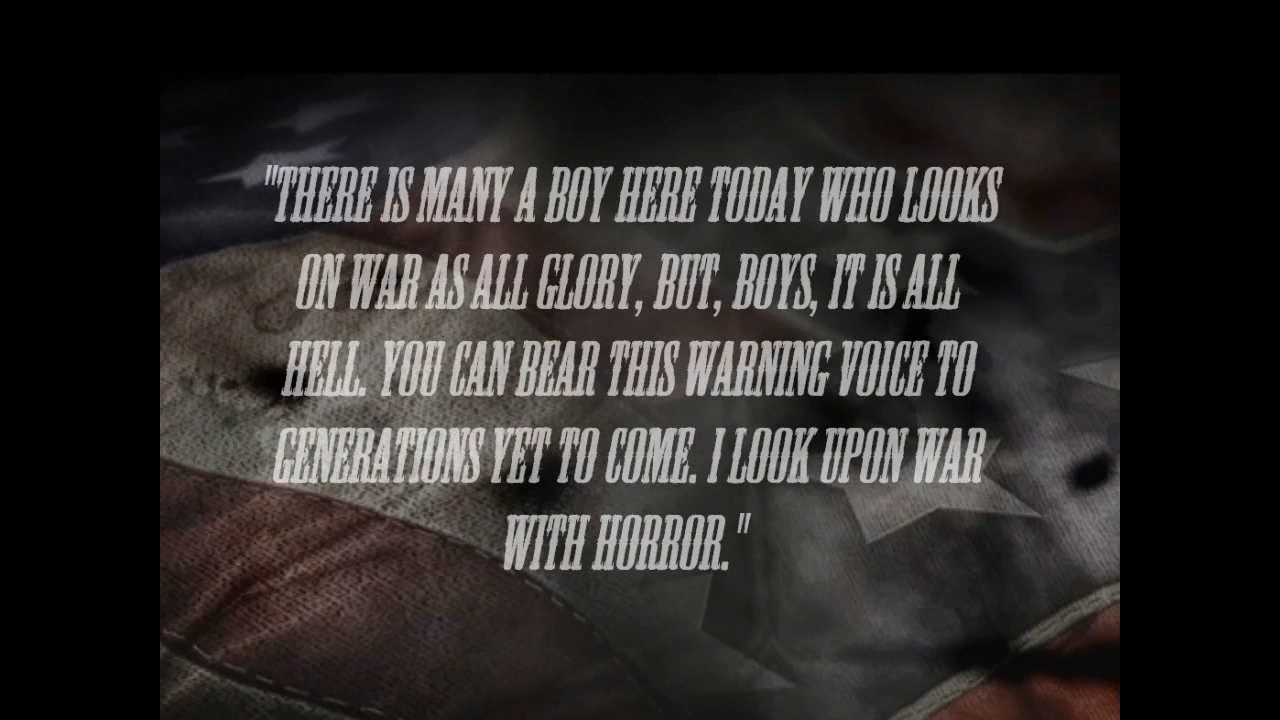 "THERE IS MANY A BOY HERE TODAY WHO LOOKS
ON WAR AS ALL GLORY, BUT, BOYS, IT IS ALL
HELL. YOU CAN BEAR THIS WARNING VOICE TO
GENERATIONS YET TO COME. I LOOK UPON WAR
WITH HORROR."